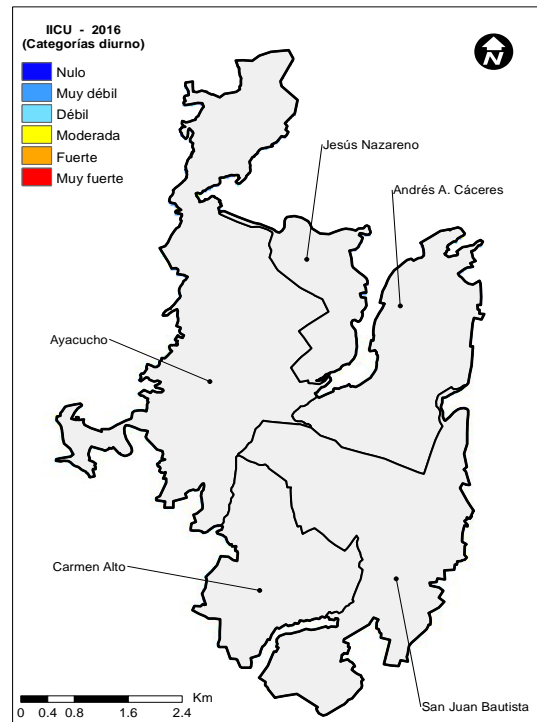 IICU - 2016
(Categorías diurno)
Nulo
Muy débil
Débil
Moderada
Fuerte
Muy fuerte
N
Jesús Nazareno
Andrés A. Cáceres
Ayacucho
Carmen Alto
San Juan Bautista
Km
0 0.4 0.8 1.6 2.4